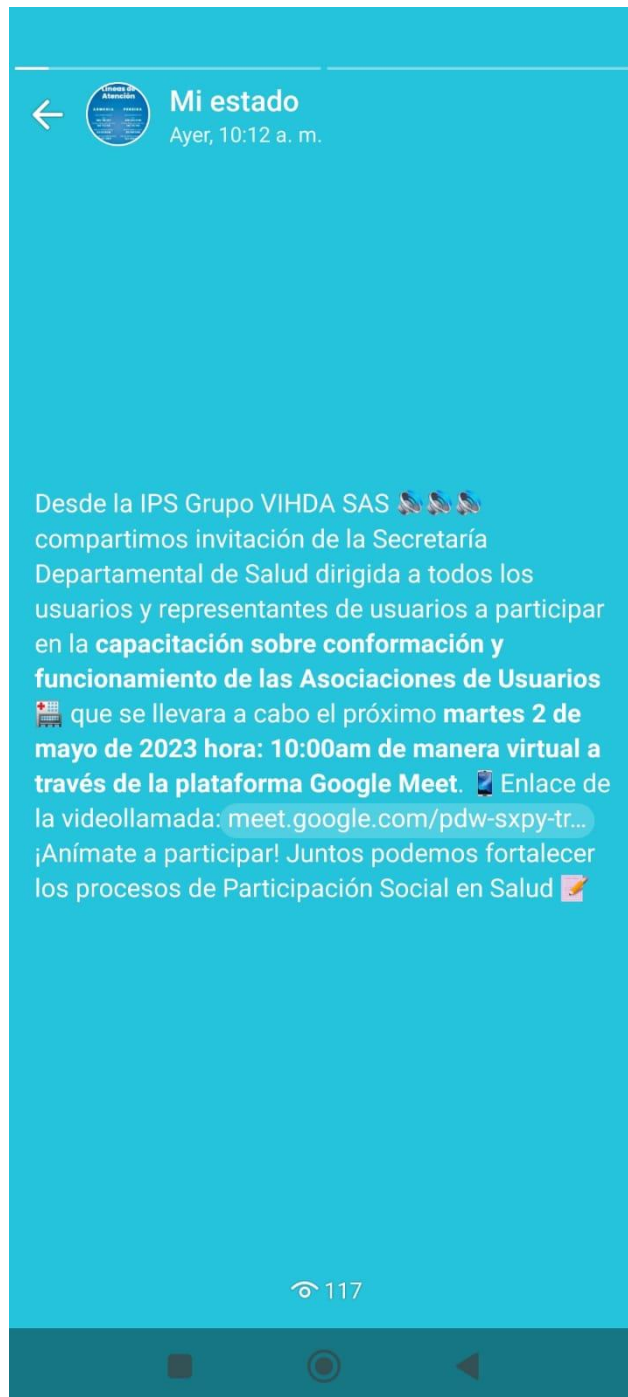 Líneas de
Atención
Mi estado
Ayer, 10:12 a. m.
Desde la IPS Grupo VIHDA SAS 🔊🔊🔊
compartimos invitación de la Secretaría
Departamental de Salud dirigida a todos los
usuarios y representantes de usuarios a participar
en la capacitación sobre conformación y
funcionamiento de las Asociaciones de Usuarios
🏥 que se llevara a cabo el próximo martes 2 de
mayo de 2023 hora: 10:00am de manera virtual a
través de la plataforma Google Meet. 📱 Enlace de
la videollamada: meet.google.com/pdw-sxpy-tr...
¡Anímate a participar! Juntos podemos fortalecer
los procesos de Participación Social en Salud 📝
117